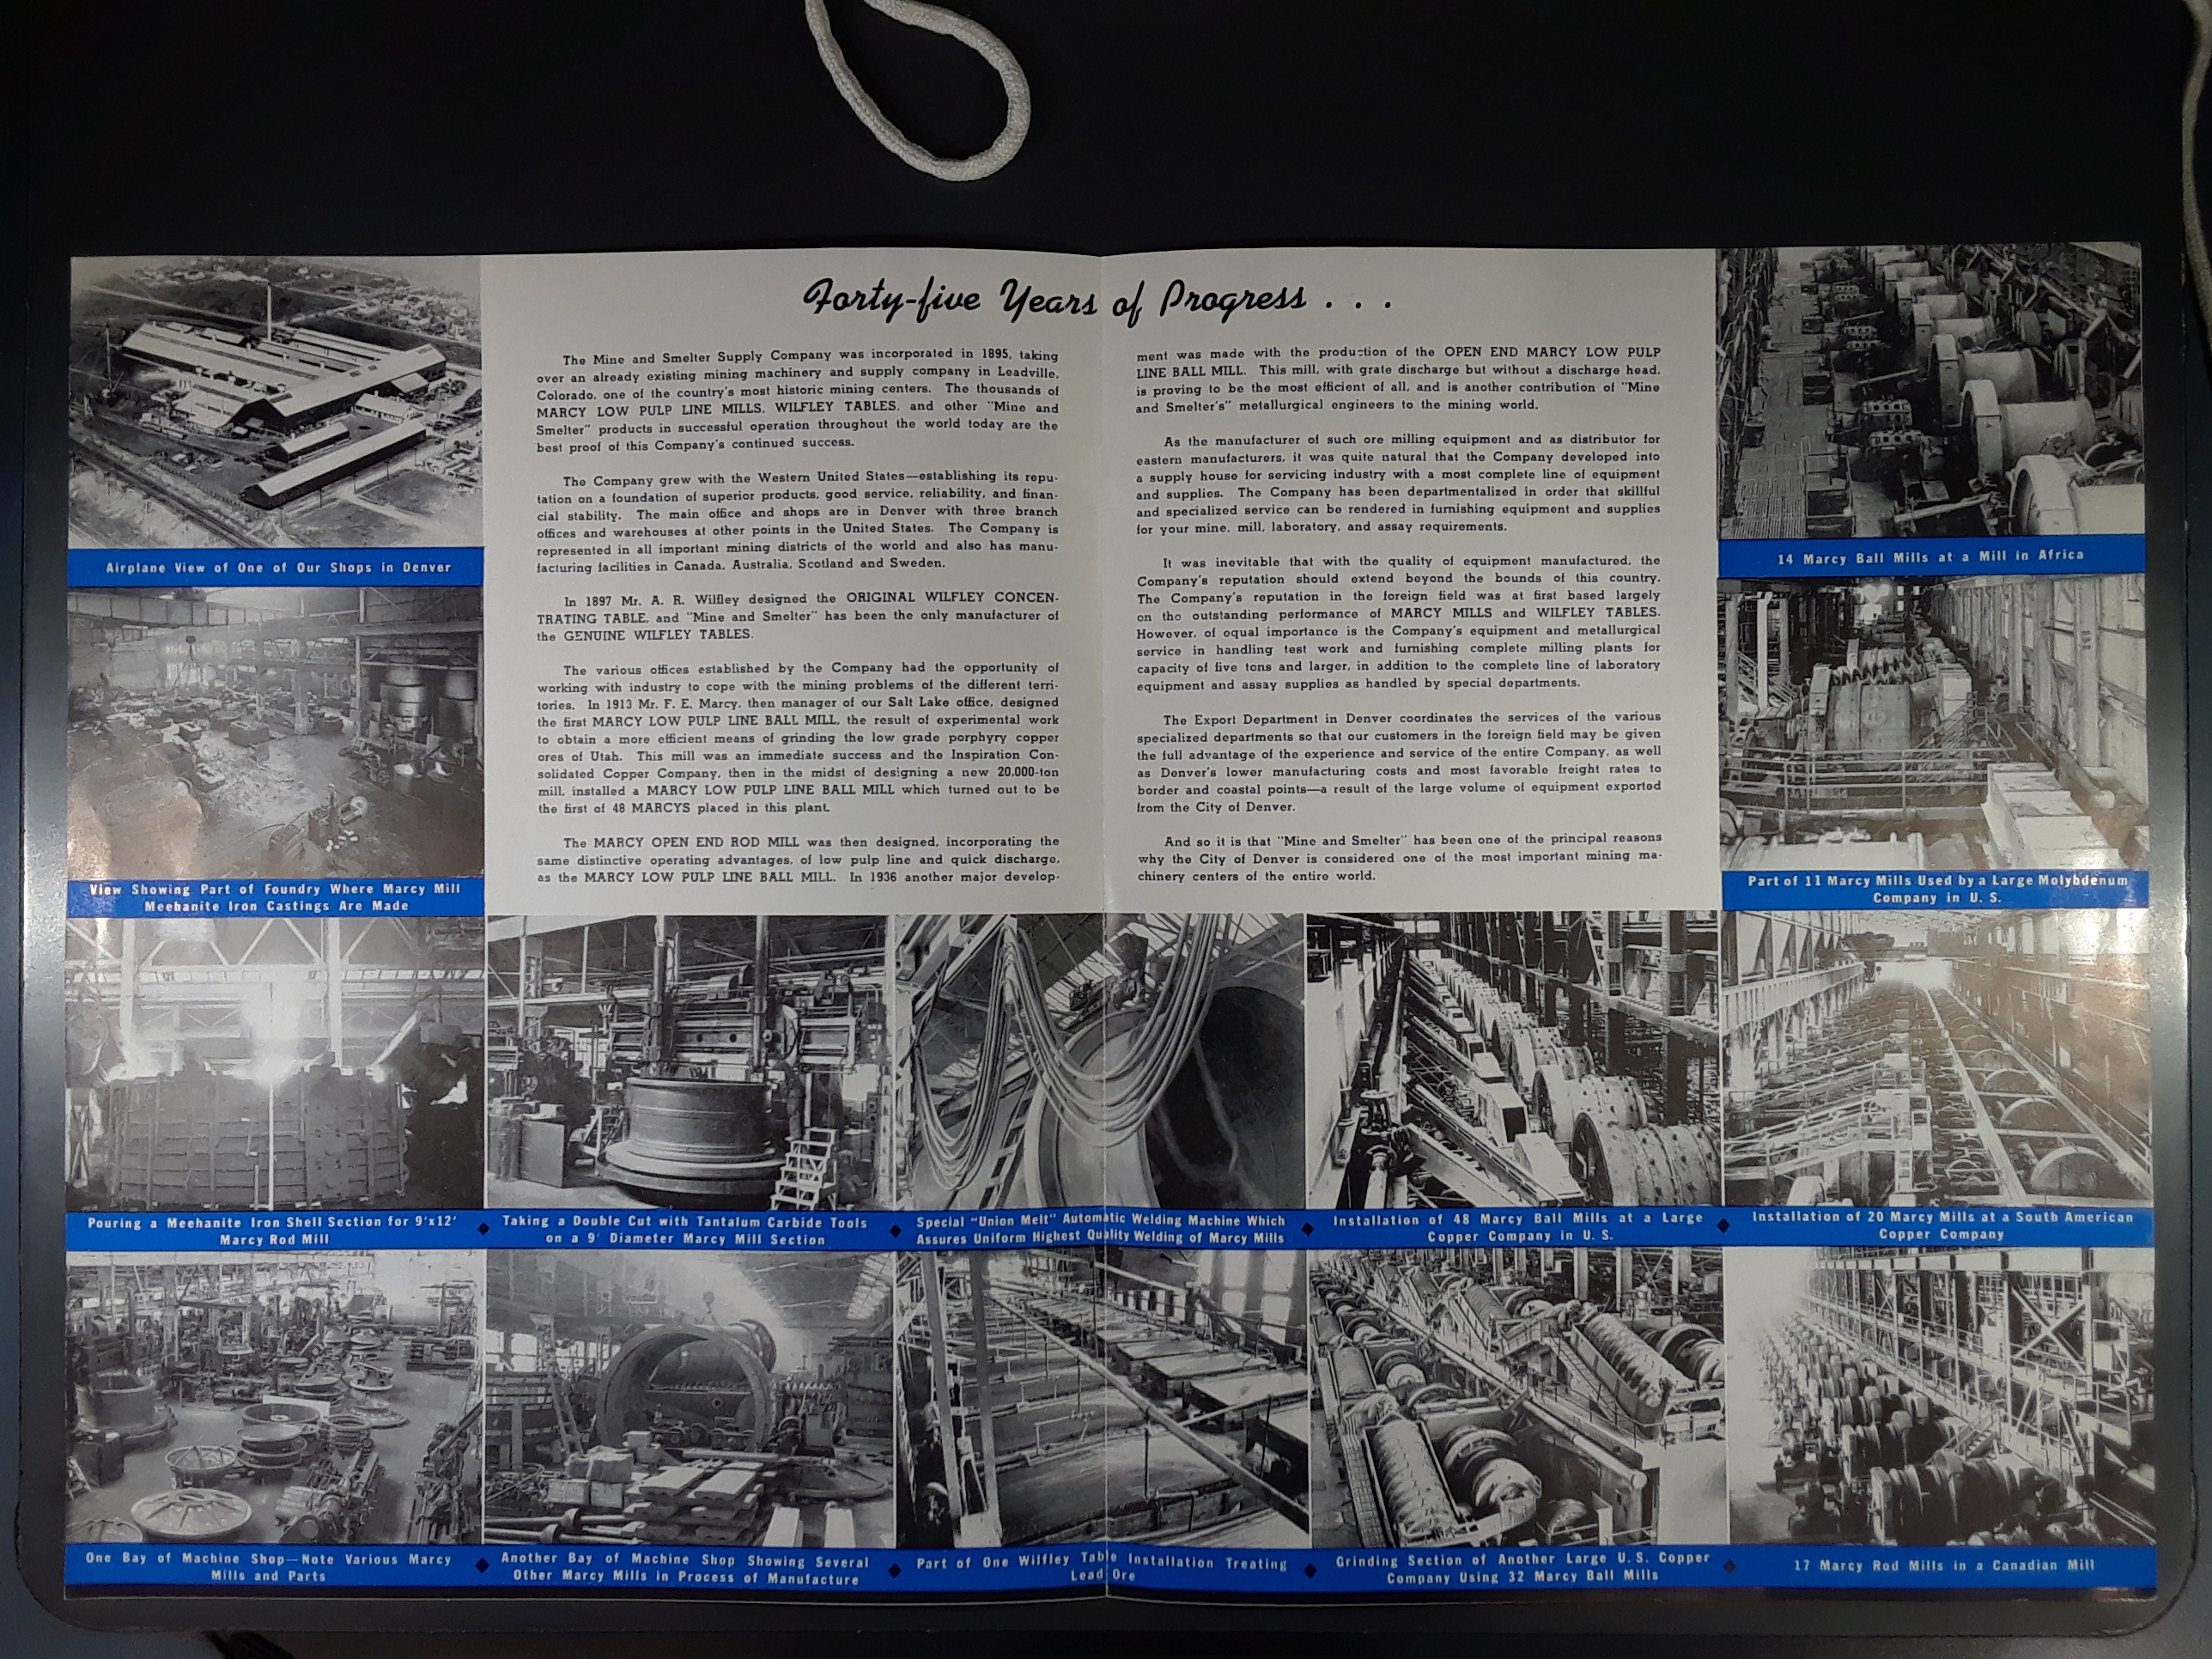 Forty-five Years of Progress . . .
The Mine and Smelter Supply Company was incorporated in 1895, taking
over an already existing mining machinery and supply company in Leadville,
Colorado, one of the country's most historic mining centers. The thousands of
MARCY LOW PULP LINE MILLS, WILFLEY TABLES, and other "Mine and
Smelter" products in successful operation throughout the world today are the
best proof of this Company's continued success.
The Company grew with the Western United States—establishing its repu-
tation on a foundation of superior products, good service, reliability, and finan-
cial stability. The main office and shops are in Denver with three branch
offices and warehouses at other points in the United States. The Company is
represented in all important mining districts of the world and also has manu-
facturing facilities in Canada, Australia, Scotland and Sweden.
In 1897 Mr. A. R. Wilfley designed the ORIGINAL WILFLEY CONCEN-
TRATING TABLE, and "Mine and Smelter" has been the only manufacturer of
the GENUINE WILFLEY TABLES.
The various offices established by the Company had the opportunity of
working with industry to cope with the mining problems of the different terri-
tories. In 1913 Mr. F. E. Marcy, then manager of our Salt Lake office, designed
the first MARCY LOW PULP LINE BALL MILL, the result of experimental work
to obtain a more efficient means of grinding the low grade porphyry copper
ores of Utah. This mill was an immediate success and the Inspiration Con-
solidated Copper Company, then in the midst of designing a new 20,000-ton
mill, installed a MARCY LOW PULP LINE BALL MILL which turned out to be
the first of 48 MARCYS placed in this plant.
The MARCY OPEN END ROD MILL was then designed, incorporating the
same distinctive operating advantages, of low pulp line and quick discharge,
as the MARCY LOW PULP LINE BALL MILL. In 1936 another major develop-
ment was made with the production of the OPEN END MARCY LOW PULP
LINE BALL MILL. This mill, with grate discharge but without a discharge head,
is proving to be the most efficient of all, and is another contribution of "Mine
and Smelter's" metallurgical engineers to the mining world.
As the manufacturer of such ore milling equipment and as distributor for
eastern manufacturers, it was quite natural that the Company developed into
a supply house for servicing industry with a most complete line of equipment
and supplies. The Company has been departmentalized in order that skillful
and specialized service can be rendered in furnishing equipment and supplies
for your mine, mill, laboratory, and assay requirements.
It was inevitable that with the quality of equipment manufactured, the
Company's reputation should extend beyond the bounds of this country.
The Company's reputation in the foreign field was at first based largely
on the outstanding performance of MARCY MILLS and WILFLEY TABLES.
However, of equal importance is the Company's equipment and metallurgical
service in handling test work and furnishing complete milling plants for
capacity of five tons and larger, in addition to the complete line of laboratory
equipment and assay supplies as handled by special departments.
The Export Department in Denver coordinates the services of the various
specialized departments so that our customers in the foreign field may be given
the full advantage of the experience and service of the entire Company, as well
as Denver's lower manufacturing costs and most favorable freight rates to
border and coastal points—a result of the large volume of equipment exported
from the City of Denver.
And so it is that "Mine and Smelter" has been one of the principal reasons
why the City of Denver is considered one of the most important mining ma-
chinery centers of the entire world.
Airplane View of One of Our Shops in Denver
View Showing Part of Foundry Where Marcy Mill
Meehanite Iron Castings Are Made
14 Marcy Ball Mills at a Mill in Africa
Part of 11 Marcy Mills Used by a Large Molybdenum
Company in U. S.
Pouring a Meehanite Iron Shell Section for 9'x12'
Marcy Rod Mill
Taking a Double Cut with Tantalum Carbide Tools
on a 9' Diameter Marcy Mill Section
Special "Union Melt" Automatic Welding Machine Which
Assures Uniform Highest Quality Welding of Marcy Mills
Installation of 48 Marcy Ball Mills at a Large
Copper Company in U. S.
Installation of 20 Marcy Mills at a South American
Copper Company
One Bay of Machine Shop—Note Various Marcy
Mills and Parts
Another Bay of Machine Shop Showing Several
Other Marcy Mills in Process of Manufacture
Part of One Wilfley Table Installation Treating
Lead Ore
Grinding Section of Another Large U.S. Copper
Company Using 32 Marcy Ball Mills
17 Marcy Rod Mills in a Canadian Mill